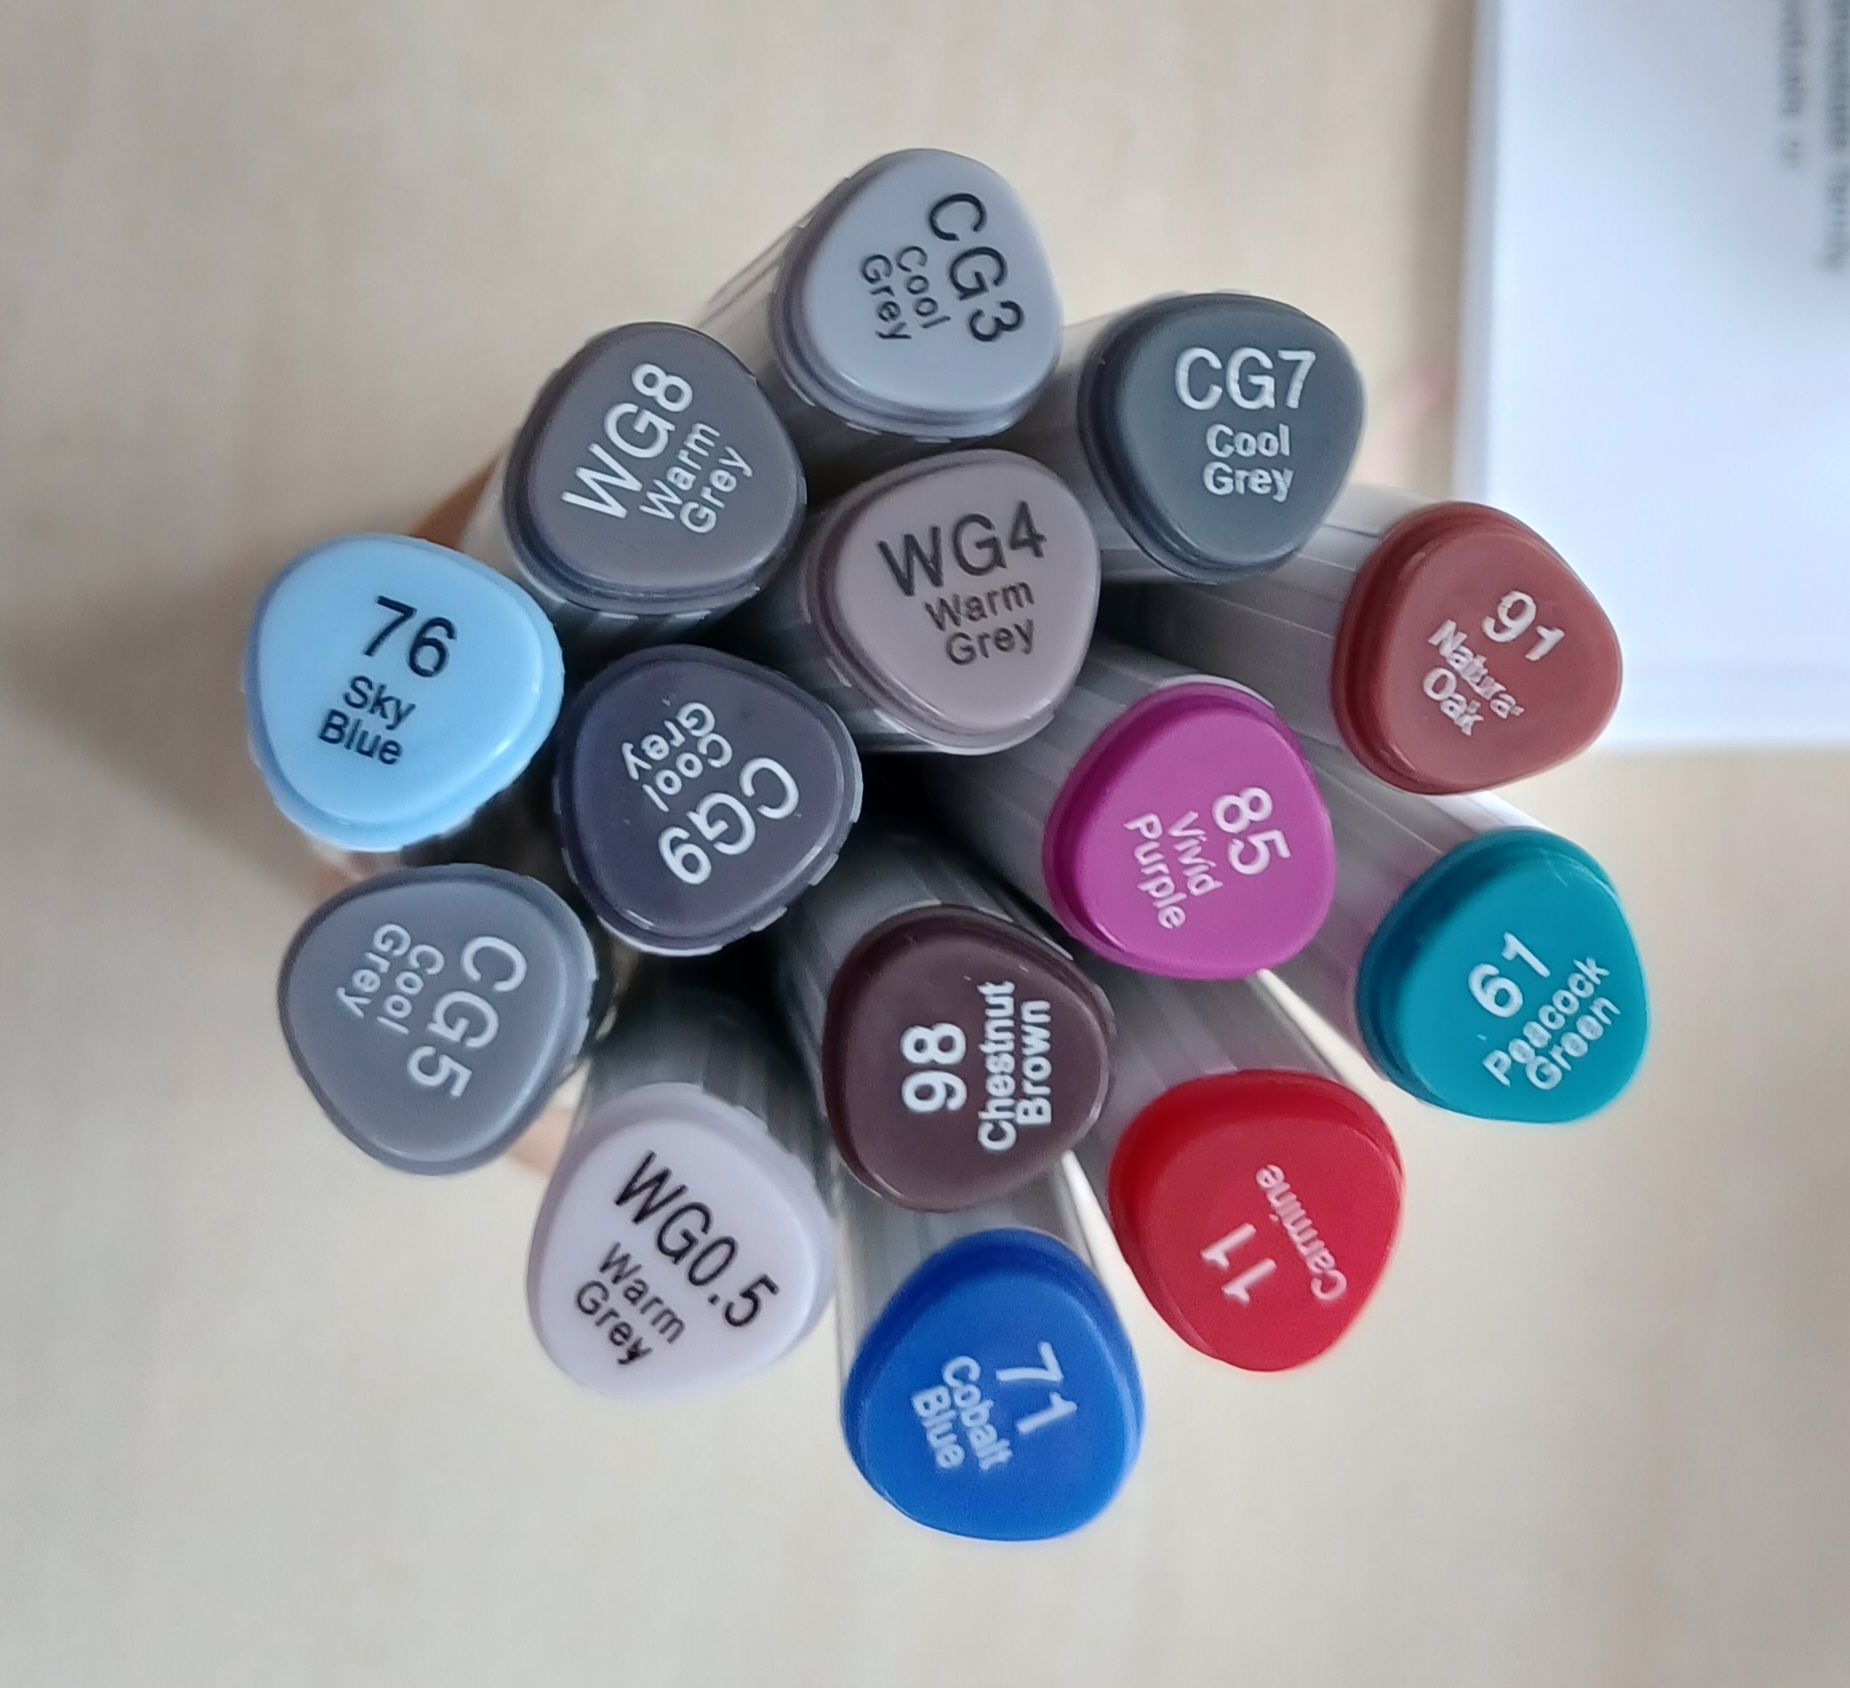 CG3
Cool
Grey
CG7
Cool
Grey
WG8
Warm
Grey
WG4
Warm
Grey
91
Natural
Oak
76
Sky
Blue
CG9
Cool
Grey
85
Vivid
Purple
61
Peacock
Green
CG5
Cool
Grey
98
Chestnut
Brown
11
Carmine
WG0.5
Warm
Grey
71
Cobalt
Blue